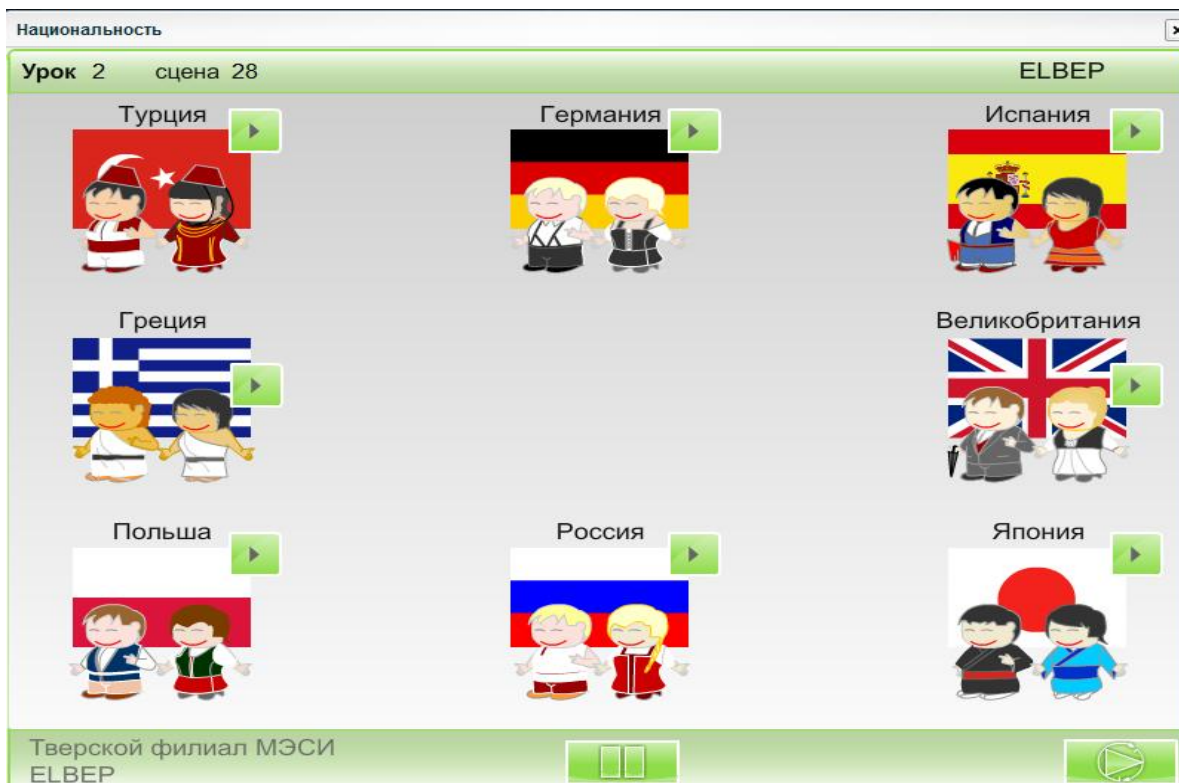 Национальность
Урок 2 сцена 28 ELBEP
Турция Германия Испания
Греция Великобритания
Польша Россия Япония
Тверской филиал МЭСИ
ELBEP